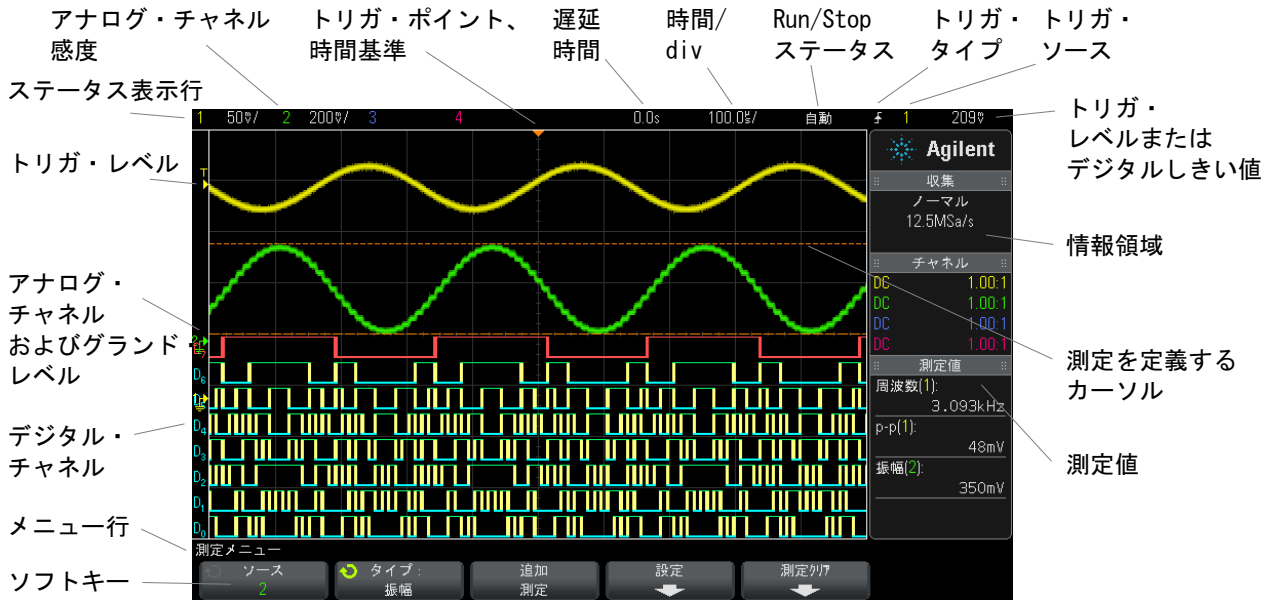 アナログ・チャネル
感度
トリガ・ポイント、
時間基準
遅延
時間
時間/
div
Run/Stop
ステータス
トリガ・
タイプ
トリガ・
ソース
ステータス表示行
トリガ・
レベルまたは
デジタルしきい値
1 50mV/ 2 200mV/ 3 4 0.0s 100.0us/ 自動 1 209mV
トリガ・レベル
T
Agilent
収集
ノーマル
12.5MSa/s
情報領域
チャネル
DC 1.00:1
DC 1.00:1
DC 1.00:1
DC 1.00:1
アナログ・
チャネル
およびグランド・
レベル
測定を定義する
カーソル
測定値
周波数(1):
3.093kHz
p-p(1):
48mV
振幅(2):
350mV
測定値
デジタル・
チャネル
D6
D4
D3
D2
D1
D0
メニュー行
測定メニュー
ソフトキー
ソース
2
タイプ :
振幅
追加
測定
設定
測定クリア